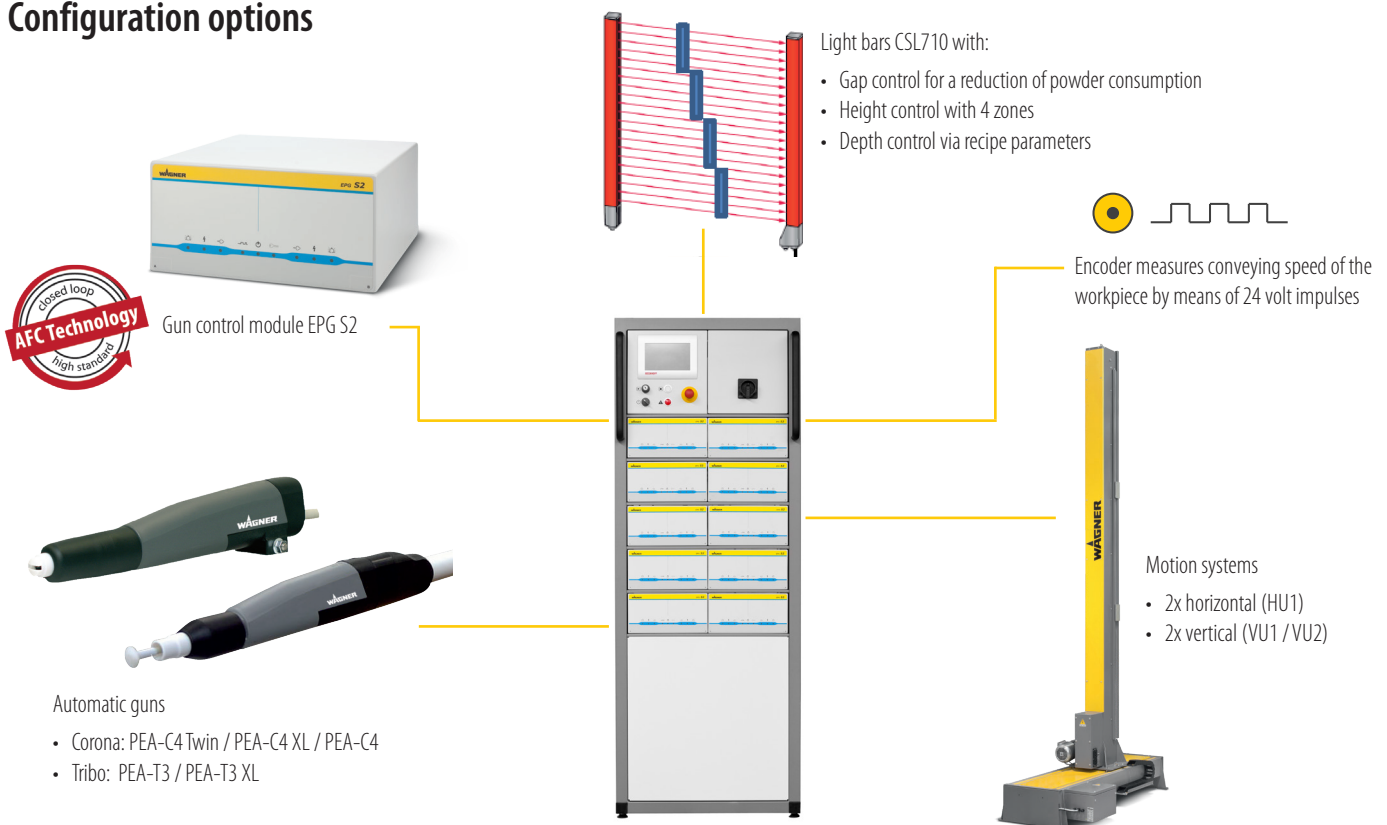 Configuration options
Light bars CSL710 with:
• Gap control for a reduction of powder consumption
• Height control with 4 zones
• Depth control via recipe parameters
WAGNER
EPG S2
closed loop
AFC Technology
high standard
Gun control module EPG S2
Encoder measures conveying speed of the
workpiece by means of 24 volt impulses
WAGNER
WAGNER
WAGNER
Motion systems
• 2x horizontal (HU1)
• 2x vertical (VU1 / VU2)
Automatic guns
• Corona: PEA-C4 Twin / PEA-C4 XL / PEA-C4
• Tribo: PEA-T3 / PEA-T3 XL